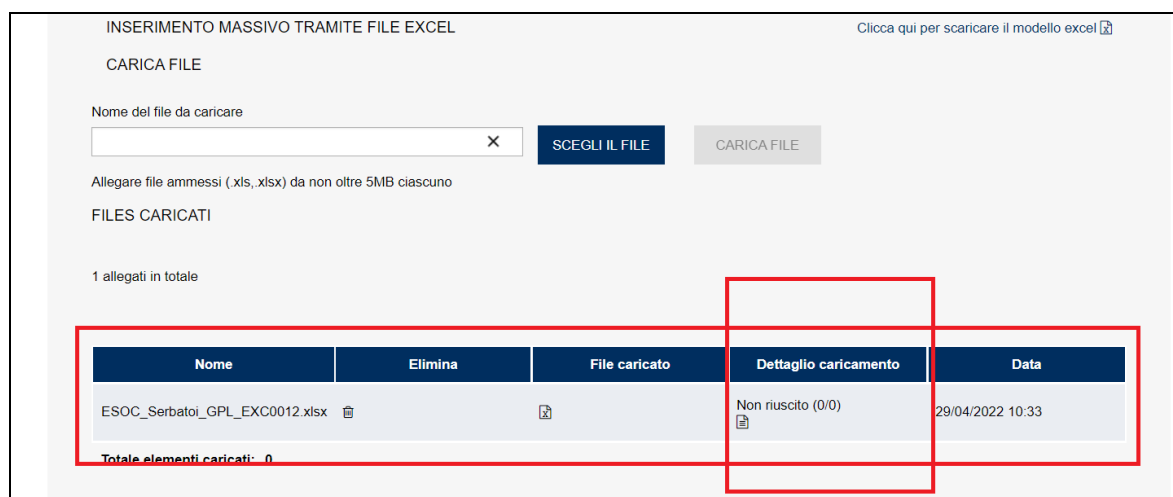 INSERIMENTO MASSIVO TRAMITE FILE EXCEL
Clicca qui per scaricare il modello excel
CARICA FILE
Nome del file da caricare
SCEGLI IL FILE
CARICA FILE
Allegare file ammessi (.xls,.xlsx) da non oltre 5MB ciascuno
FILES CARICATI
1 allegati in totale
Nome Elimina File caricato Dettaglio caricamento Data
ESOC_Serbatoi_GPL_EXC0012.xlsx Non riuscito (0/0) 29/04/2022 10:33
Totale elementi caricati: 0